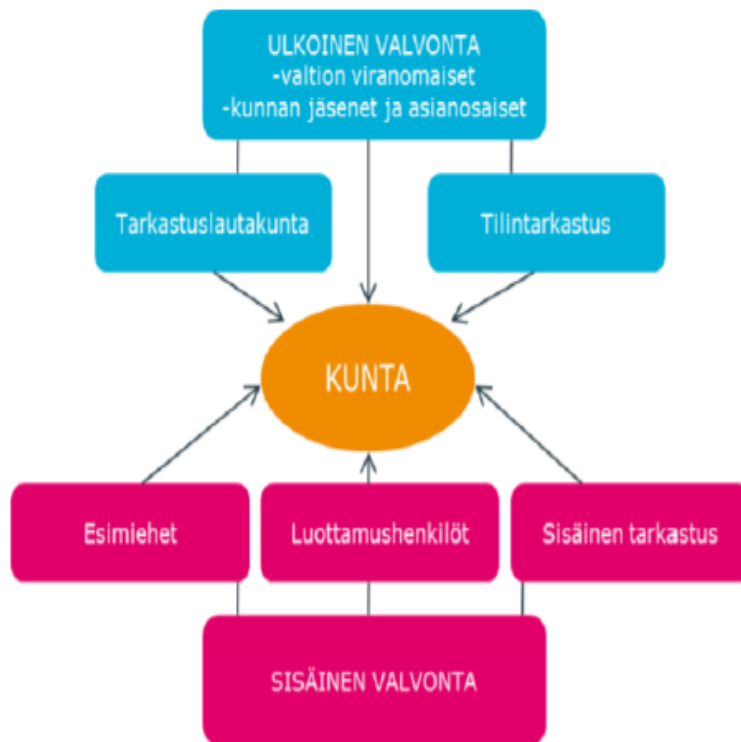 ULKOINEN VALVONTA
-valtion viranomaiset
-kunnan jäsenet ja asianosaiset
Tarkastuslautakunta
Tilintarkastus
KUNTA
Esimiehet
Luottamushenkilöt
Sisäinen tarkastus
SISÄINEN VALVONTA